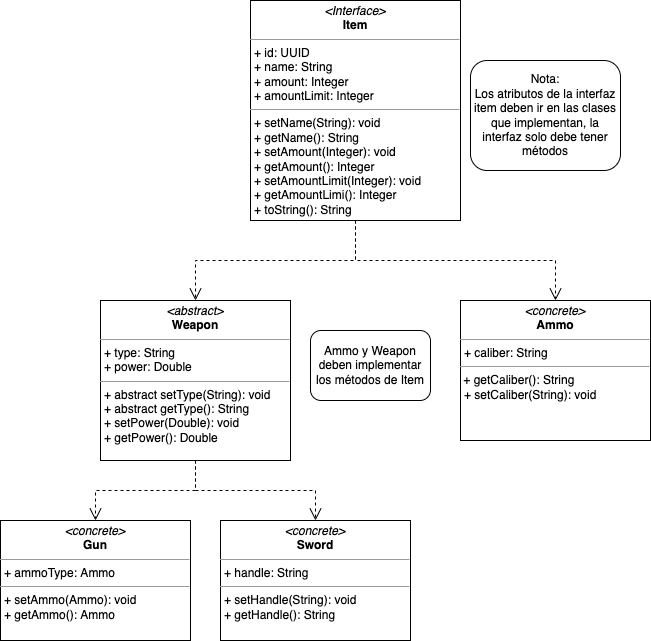 <Interface>
Item
+ id: UUID
+ name: String
+ amount: Integer
+ amountLimit: Integer
+ setName(String): void
+ getName(): String
+ setAmount(Integer): void
+ getAmount(): Integer
+ setAmountLimit(Integer): void
+ getAmountLimi(): Integer
+ toString(): String
Nota:
Los atributos de la interfaz
item deben ir en las clases
que implementan, la
interfaz solo debe tener
métodos
<abstract>
Weapon
+ type: String
+ power: Double
+ abstract setType(String): void
+ abstract getType(): String
+ setPower(Double): void
+ getPower(): Double
Ammo y Weapon
deben implementar
los métodos de Item
<concrete>
Ammo
+ caliber: String
+ getCaliber(): String
+ setCaliber(String): void
<concrete>
Gun
+ ammoType: Ammo
+ setAmmo(Ammo): void
+ getAmmo(): Ammo
<concrete>
Sword
+ handle: String
+ setHandle(String): void
+ getHandle(): String